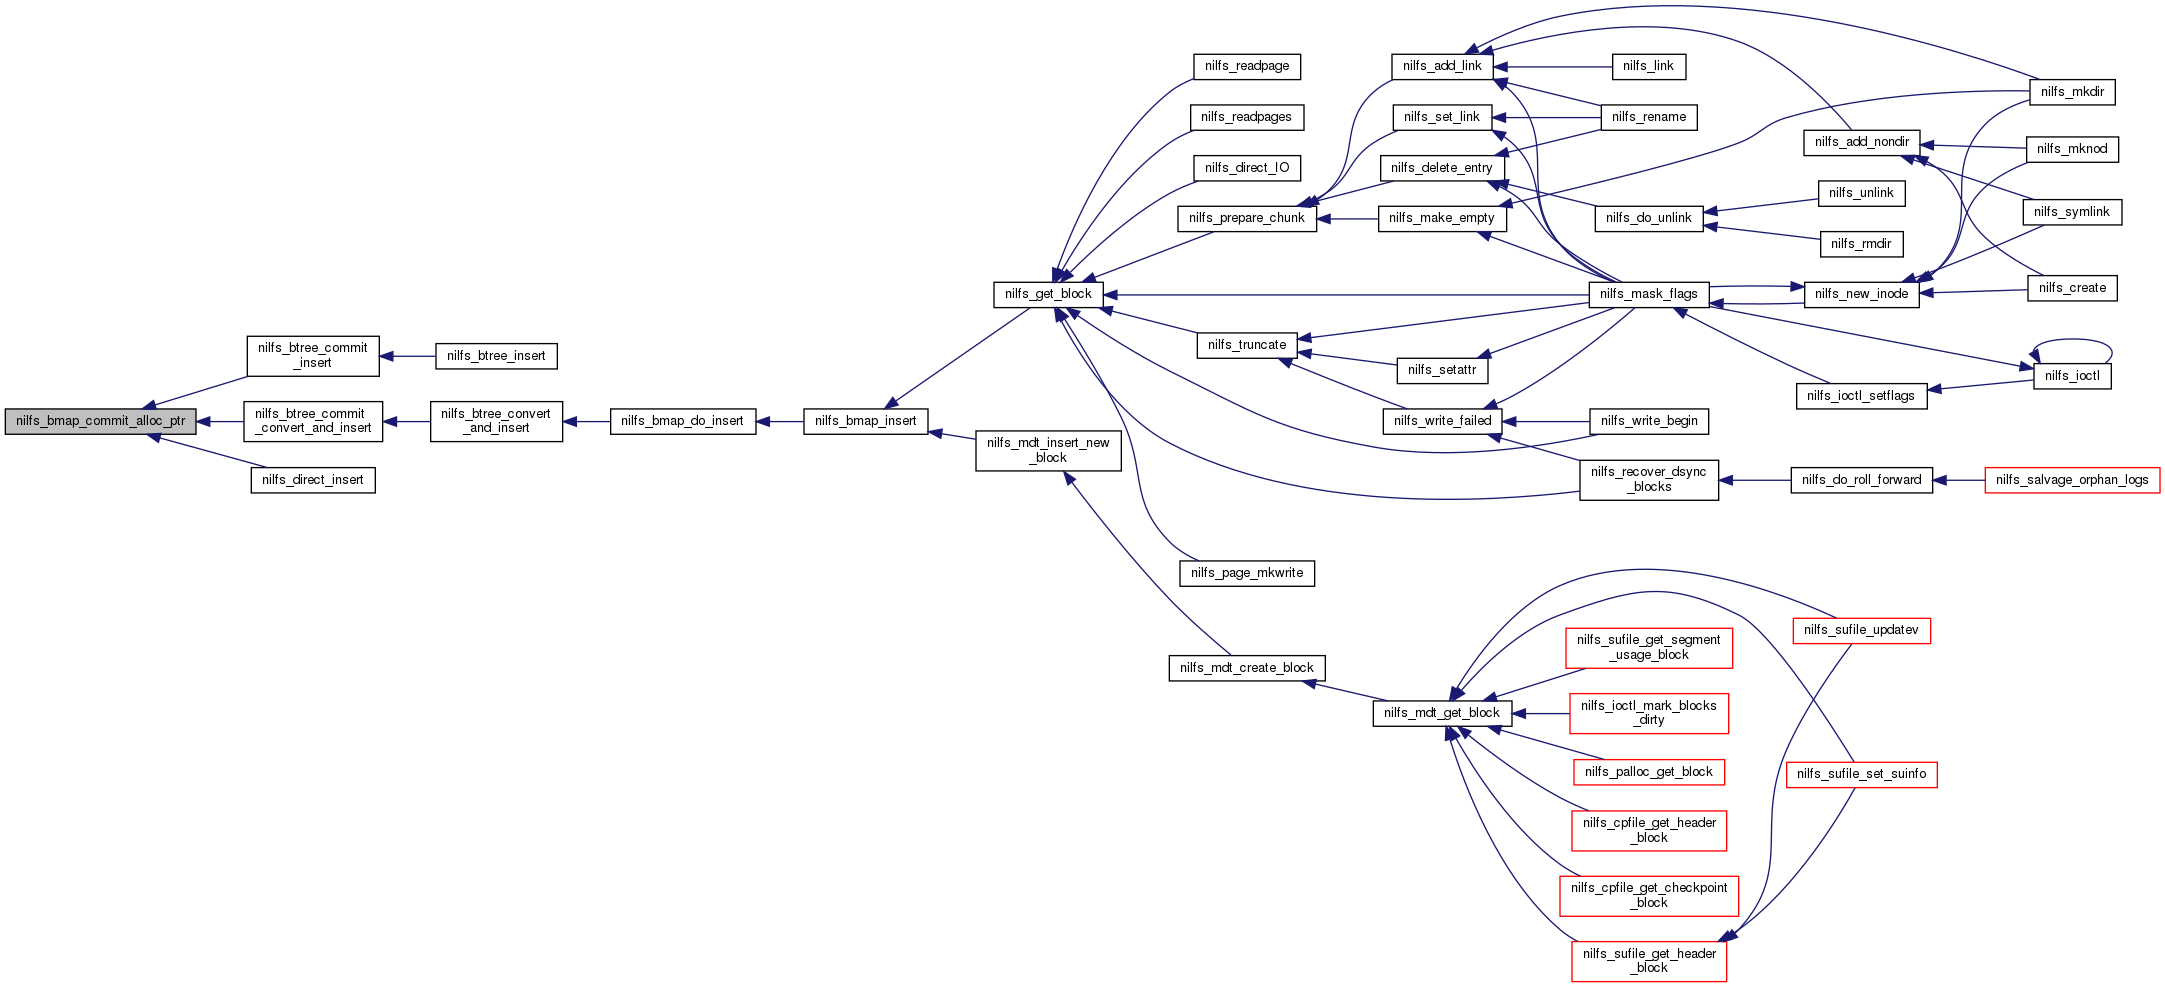 nilfs_bmap_commit_alloc_ptr
nilfs_btree_commit
_insert
nilfs_btree_insert
nilfs_btree_commit
_convert_and_insert
nilfs_btree_convert
_and_insert
nilfs_direct_insert
nilfs_bmap_do_insert
nilfs_bmap_insert
nilfs_get_block
nilfs_mdt_insert_new
_block
nilfs_readpage
nilfs_readpages
nilfs_direct_IO
nilfs_prepare_chunk
nilfs_truncate
nilfs_page_mkwrite
nilfs_mdt_create_block
nilfs_add_link
nilfs_set_link
nilfs_delete_entry
nilfs_make_empty
nilfs_setattr
nilfs_write_failed
nilfs_mdt_get_block
nilfs_link
nilfs_rename
nilfs_do_unlink
nilfs_mask_flags
nilfs_write_begin
nilfs_recover_dsync
_blocks
nilfs_sufile_get_segment
_usage_block
nilfs_ioctl_mark_blocks
_dirty
nilfs_palloc_get_block
nilfs_cpfile_get_header
_block
nilfs_cpfile_get_checkpoint
_block
nilfs_sufile_get_header
_block
nilfs_add_nondir
nilfs_unlink
nilfs_rmdir
nilfs_new_inode
nilfs_ioctl_setflags
nilfs_do_roll_forward
nilfs_sufile_updatev
nilfs_sufile_set_suinfo
nilfs_mkdir
nilfs_mknod
nilfs_symlink
nilfs_create
nilfs_ioctl
nilfs_salvage_orphan_logs